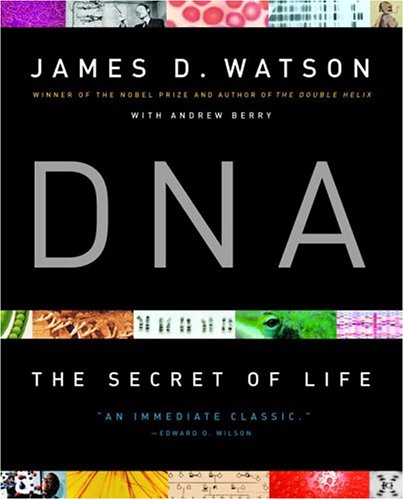 JAMES D. WATSON
WINNER OF THE NOBEL PRIZE AND AUTHOR OF THE DOUBLE HELIX
WITH ANDREW BERRY
DNA
THE SECRET OF LIFE
"AN IMMEDIATE CLASSIC."
—EDWARD O. WILSON